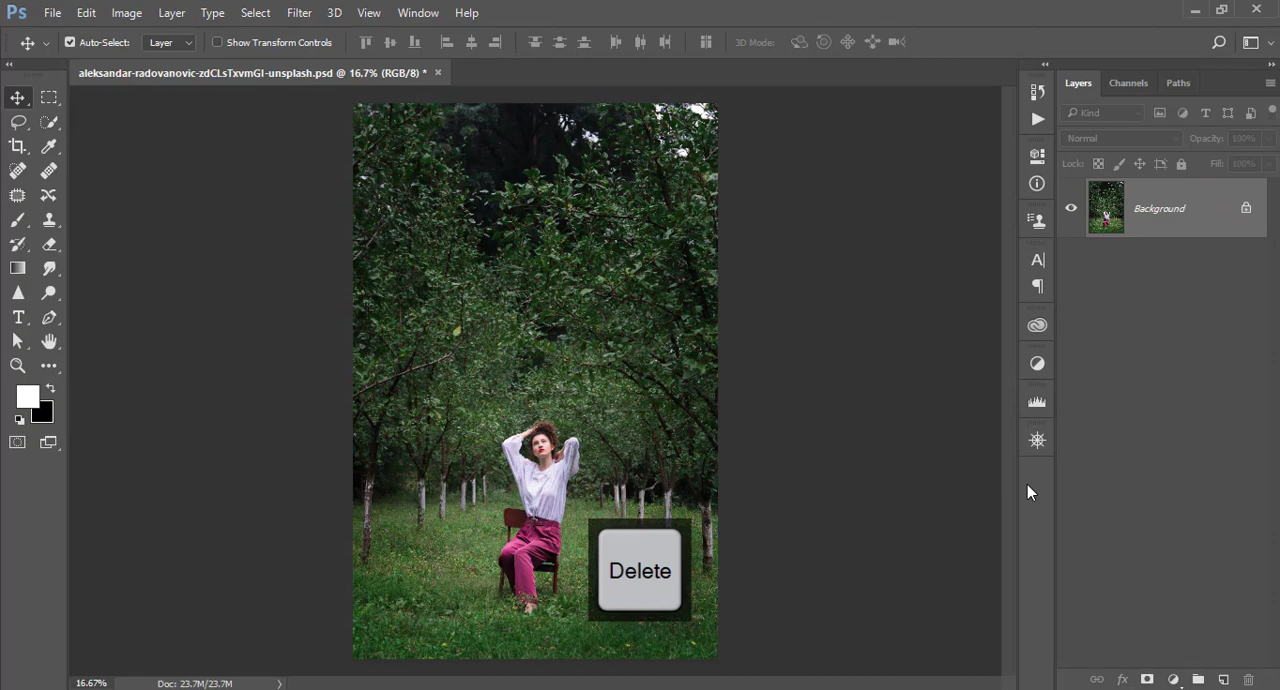 Ps File Edit Image Layer Type Select Filter 3D View Window Help
Auto-Select: Layer Show Transform Controls 3D Mode:
aleksandar-radovanovic-zdCLsTxvmGI-unsplash.psd @ 16.7% (RGB/8) *
Layers Channels Paths
Kind
Normal Opacity: 100%
Lock: Fill: 100%
Background
Delete
16.67% Doc: 23.7M/23.7M